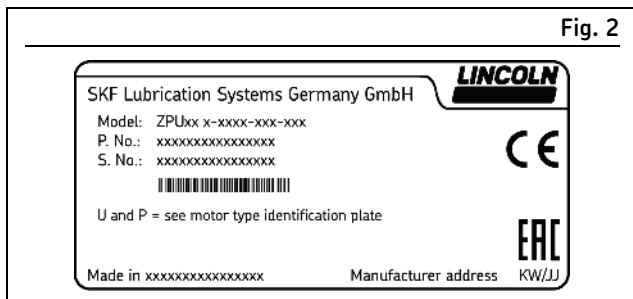 Fig. 2
LINCOLN
SKF Lubrication Systems Germany GmbH
Model: ZPUxx x-xxxx-xxx-xxx
P. No.: xxxxxxxxxxxxxxxx
S. No.: xxxxxxxxxxxxxxxx
CE
U and P = see motor type identification plate
EAC
Made in xxxxxxxxxxxxxxxx Manufacturer address KW/JJ